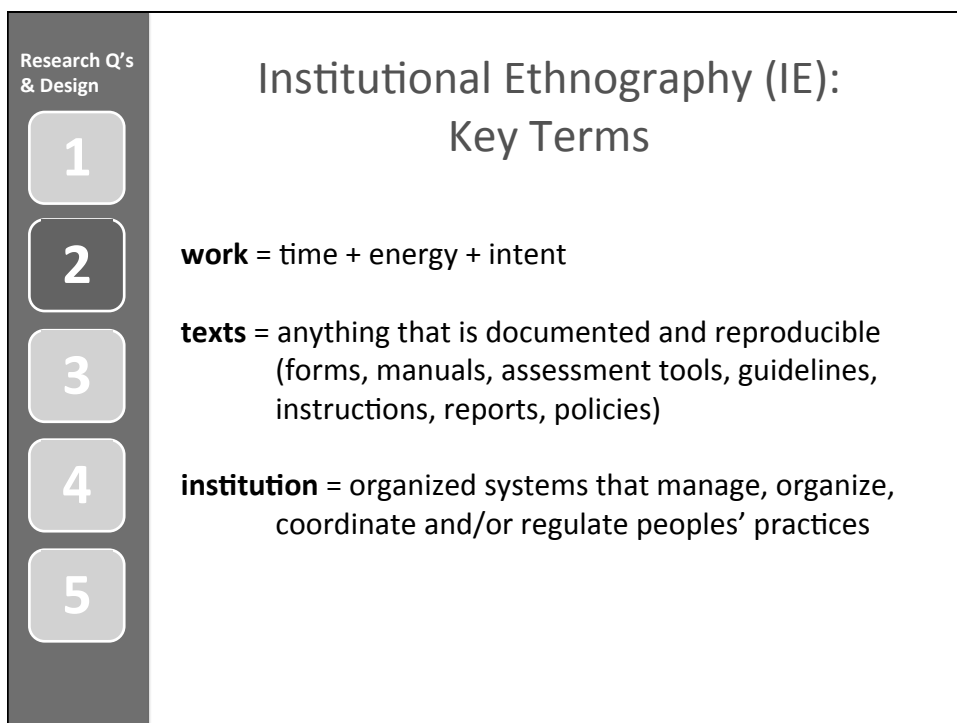 Research Q’s
& Design
1
2
3
4
5
Institutional Ethnography (IE):
Key Terms
work = time + energy + intent
texts = anything that is documented and reproducible
(forms, manuals, assessment tools, guidelines,
instructions, reports, policies)
institution = organized systems that manage, organize,
coordinate and/or regulate peoples’ practices